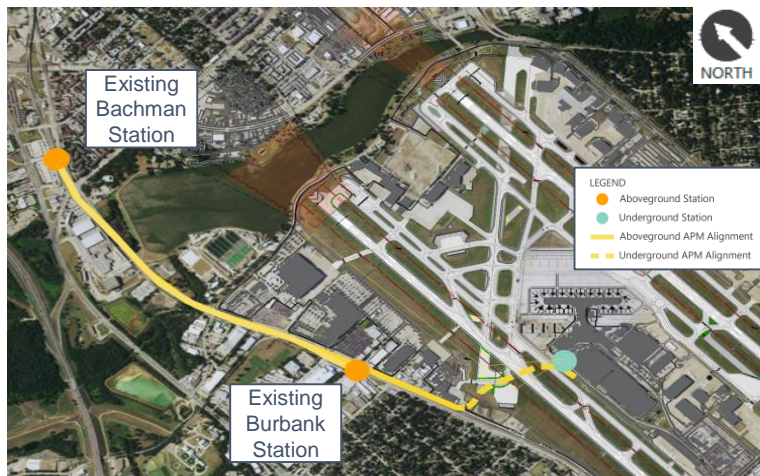 NORTH
Existing
Bachman
Station
LEGEND
Aboveground Station
Underground Station
Aboveground APM Alignment
Underground APM Alignment
Existing
Burbank
Station